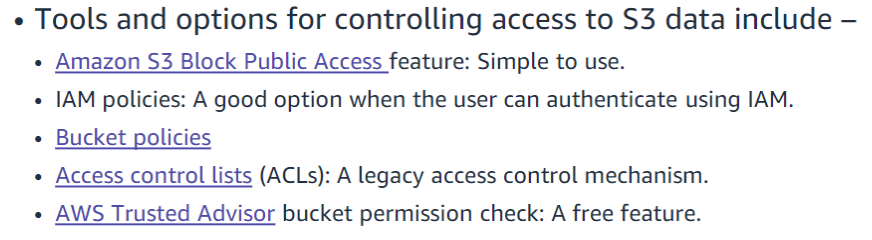 • Tools and options for controlling access to S3 data include –
• Amazon S3 Block Public Access feature: Simple to use.
• IAM policies: A good option when the user can authenticate using IAM.
• Bucket policies
• Access control lists (ACLs): A legacy access control mechanism.
• AWS Trusted Advisor bucket permission check: A free feature.